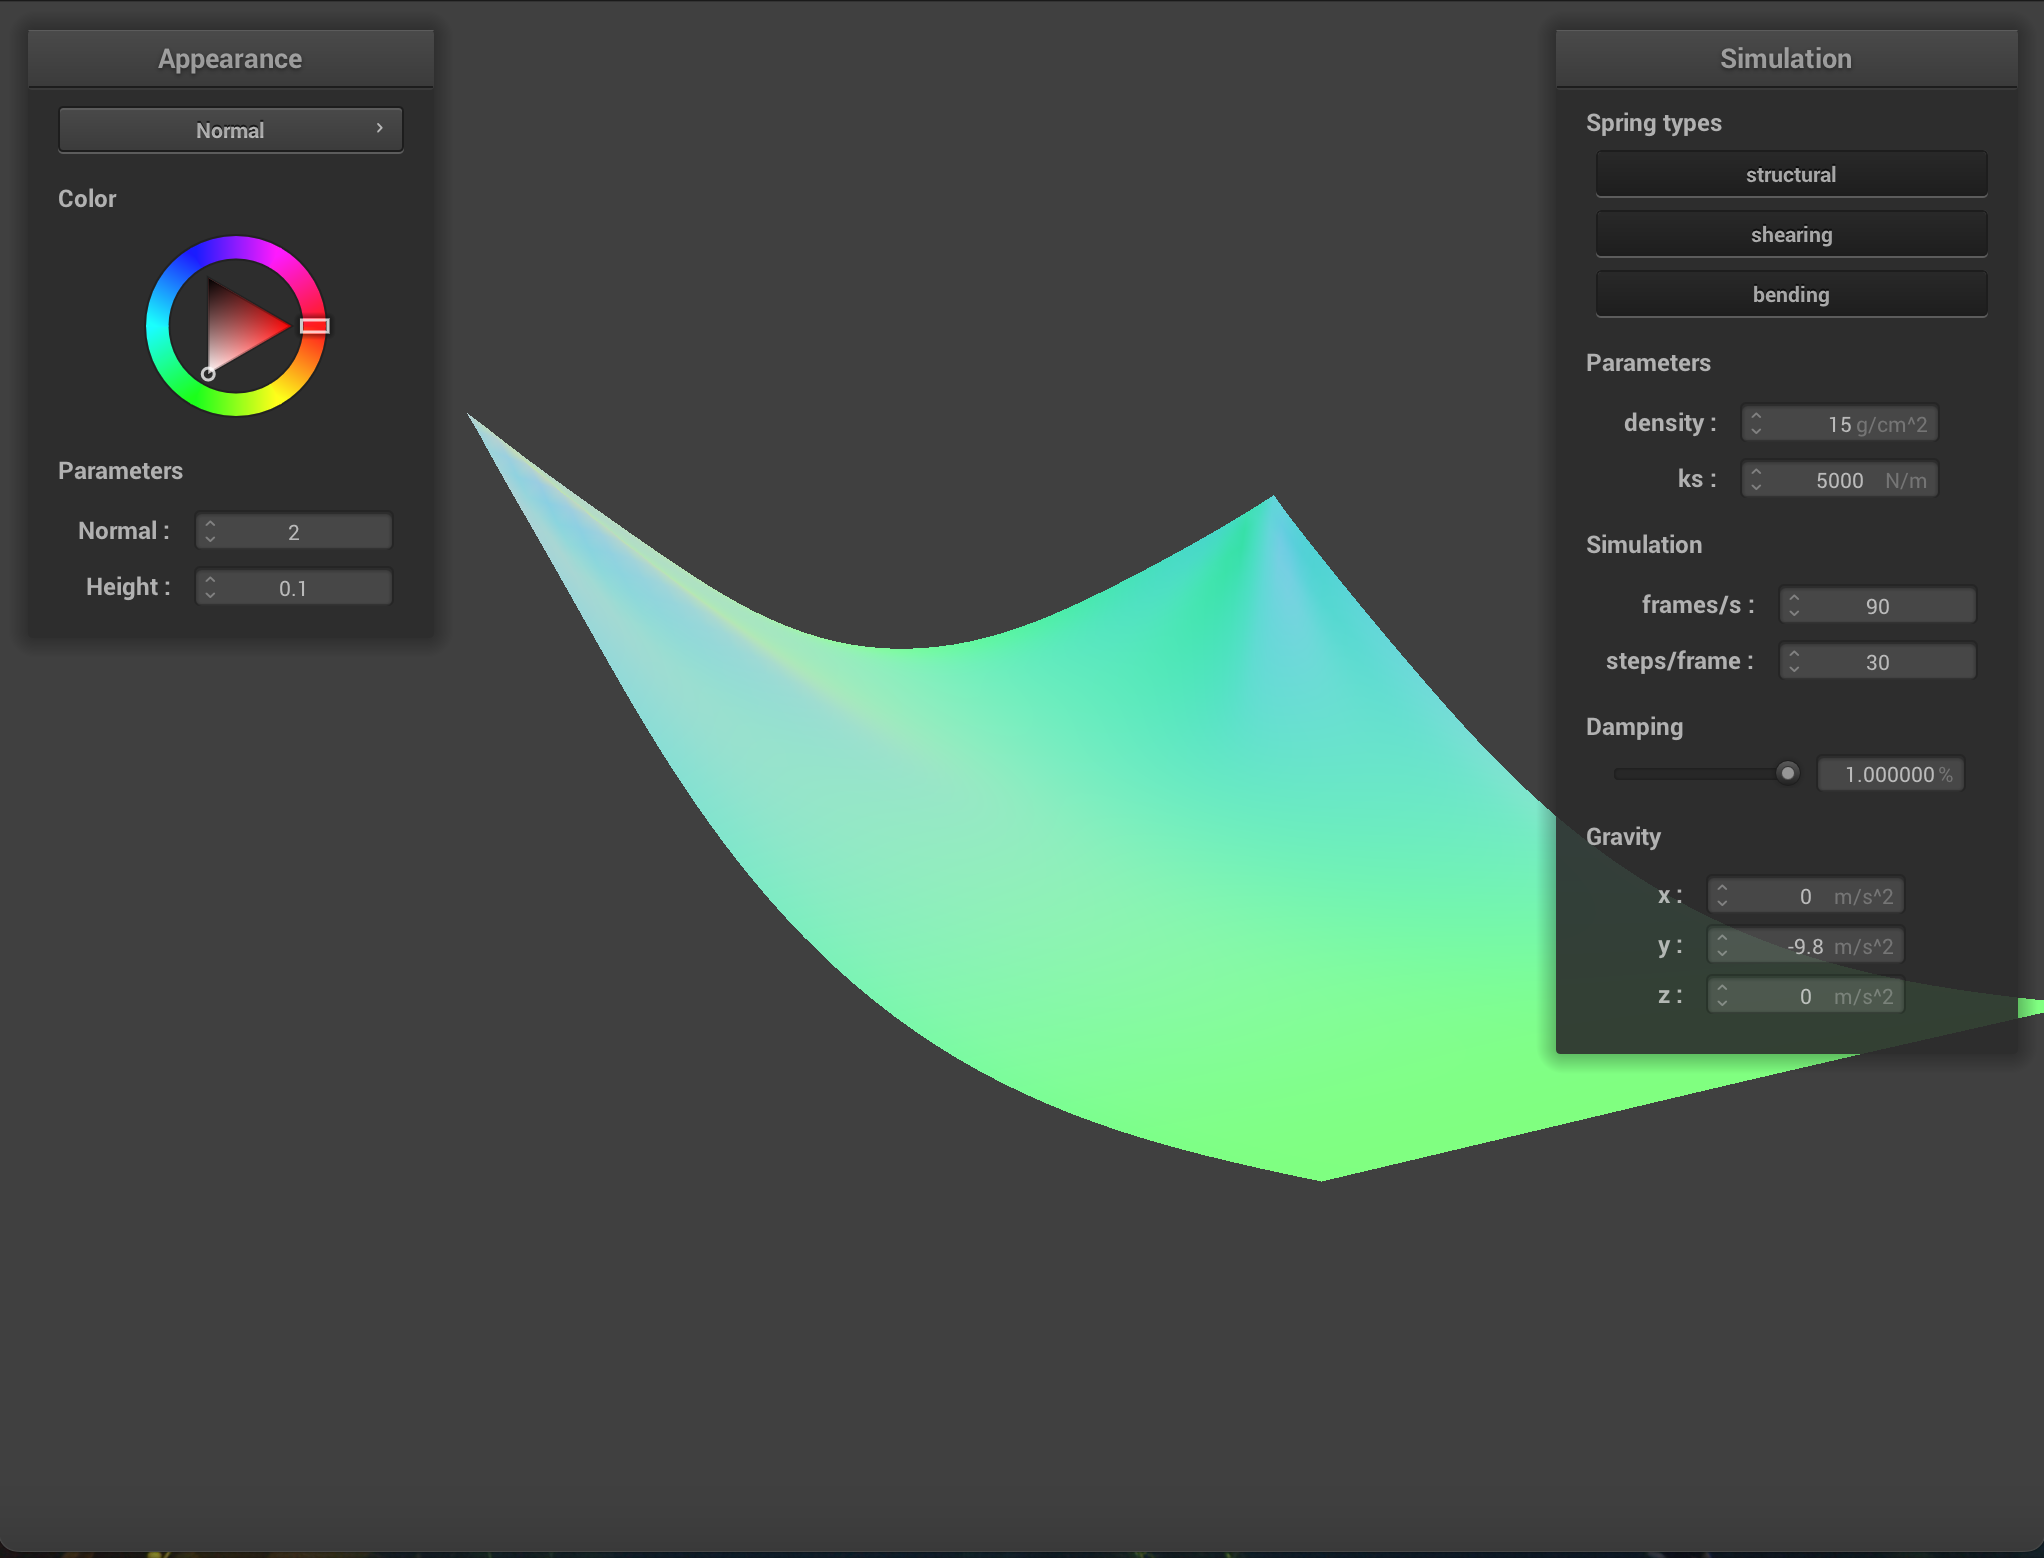 Appearance
Normal
Color
Parameters
Normal : 2
Height : 0.1
Simulation
Spring types
structural
shearing
bending
Parameters
density : 15 g/cm^2
ks : 5000 N/m
Simulation
frames/s : 90
steps/frame : 30
Damping
1.000000 %
Gravity
x : 0 m/s^2
y : -9.8 m/s^2
z : 0 m/s^2